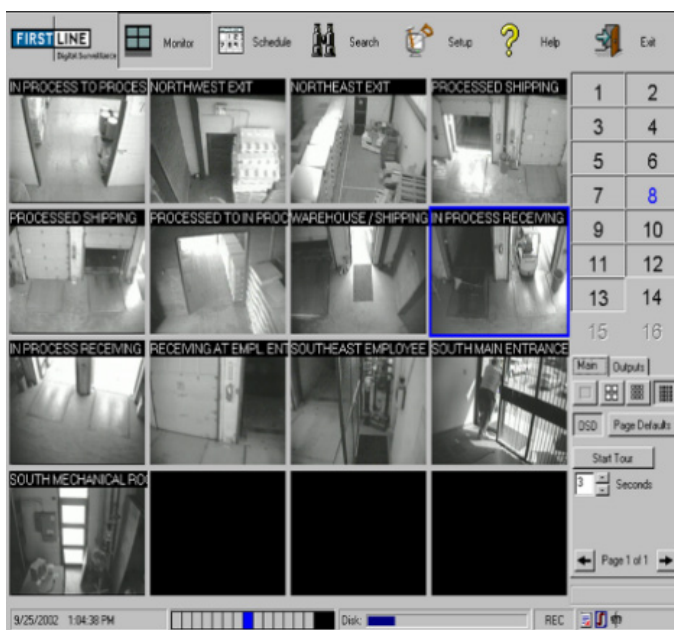 FIRST LINE
Digital Surveillance
Monitor
Schedule
Search
Setup
Help
Exit
IN PROCESS TO PROCES
NORTHWEST EXIT
NORTHEAST EXIT
PROCESSED SHIPPING
PROCESSED SHIPPING
PROCESSED TO IN PROC
WAREHOUSE / SHIPPING
IN PROCESS RECEIVING
IN PROCESS RECEIVING
RECEIVING AT EMPL. ENT
SOUTHEAST EMPLOYEE
SOUTH MAIN ENTRANCE
SOUTH MECHANICAL ROO
1 2
3 4
5 6
7 8
9 10
11 12
13 14
15 16
Main Outputs
DSD Page Defaults
Start Tour
3 Seconds
Page 1 of 1
9/25/2002 1:04:38 PM
Disk:
REC